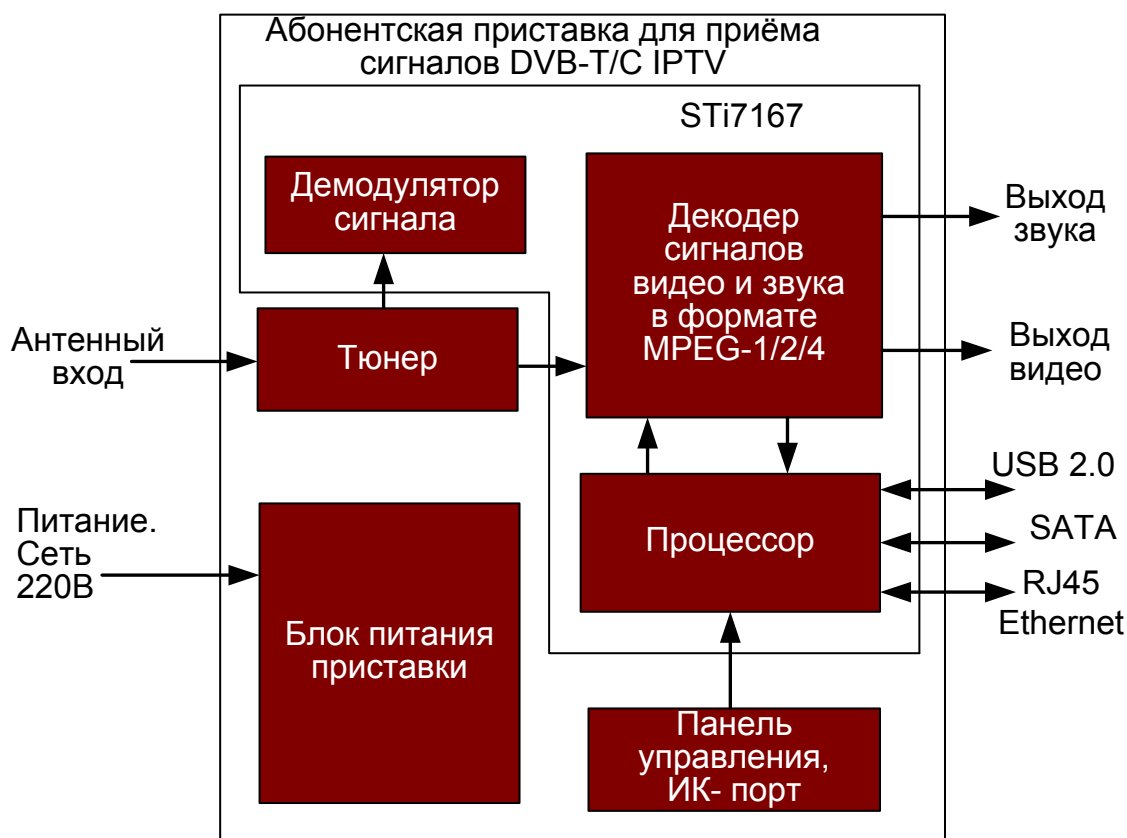 Абонентская приставка для приёма
сигналов DVB-T/C IPTV
STi7167
Демодулятор
сигнала
Декодер
сигналов
видео и звука
в формате
MPEG-1/2/4
Выход
звука
Антенный
вход
Тюнер
Выход
видео
USB 2.0
Питание.
Сеть
220В
Процессор
SATA
RJ45
Ethernet
Блок питания
приставки
Панель
управления,
ИК- порт